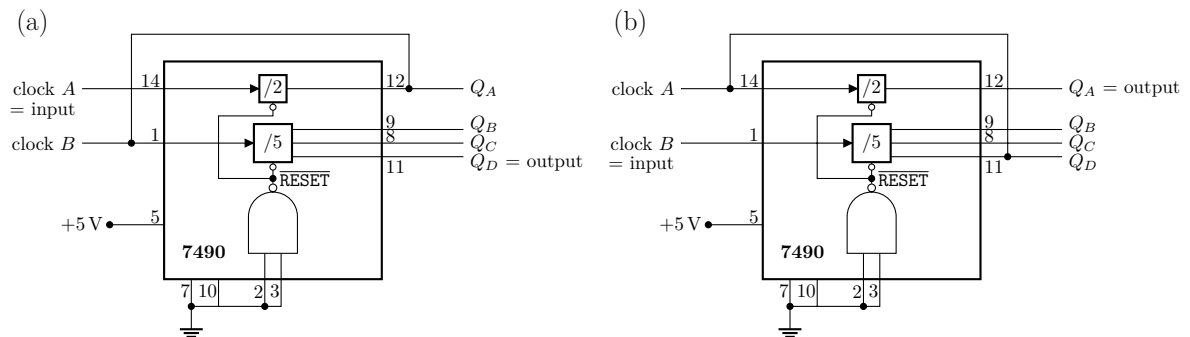 (a)
clock A
= input
clock B
+5 V
14
1
5
/2
/5
RESET
7490
7
10
2
3
12
9
8
11
Q_A
Q_B
Q_C
Q_D = output
(b)
clock A
clock B
= input
+5 V
14
1
5
/2
/5
RESET
7490
7
10
2
3
12
9
8
11
Q_A = output
Q_B
Q_C
Q_D